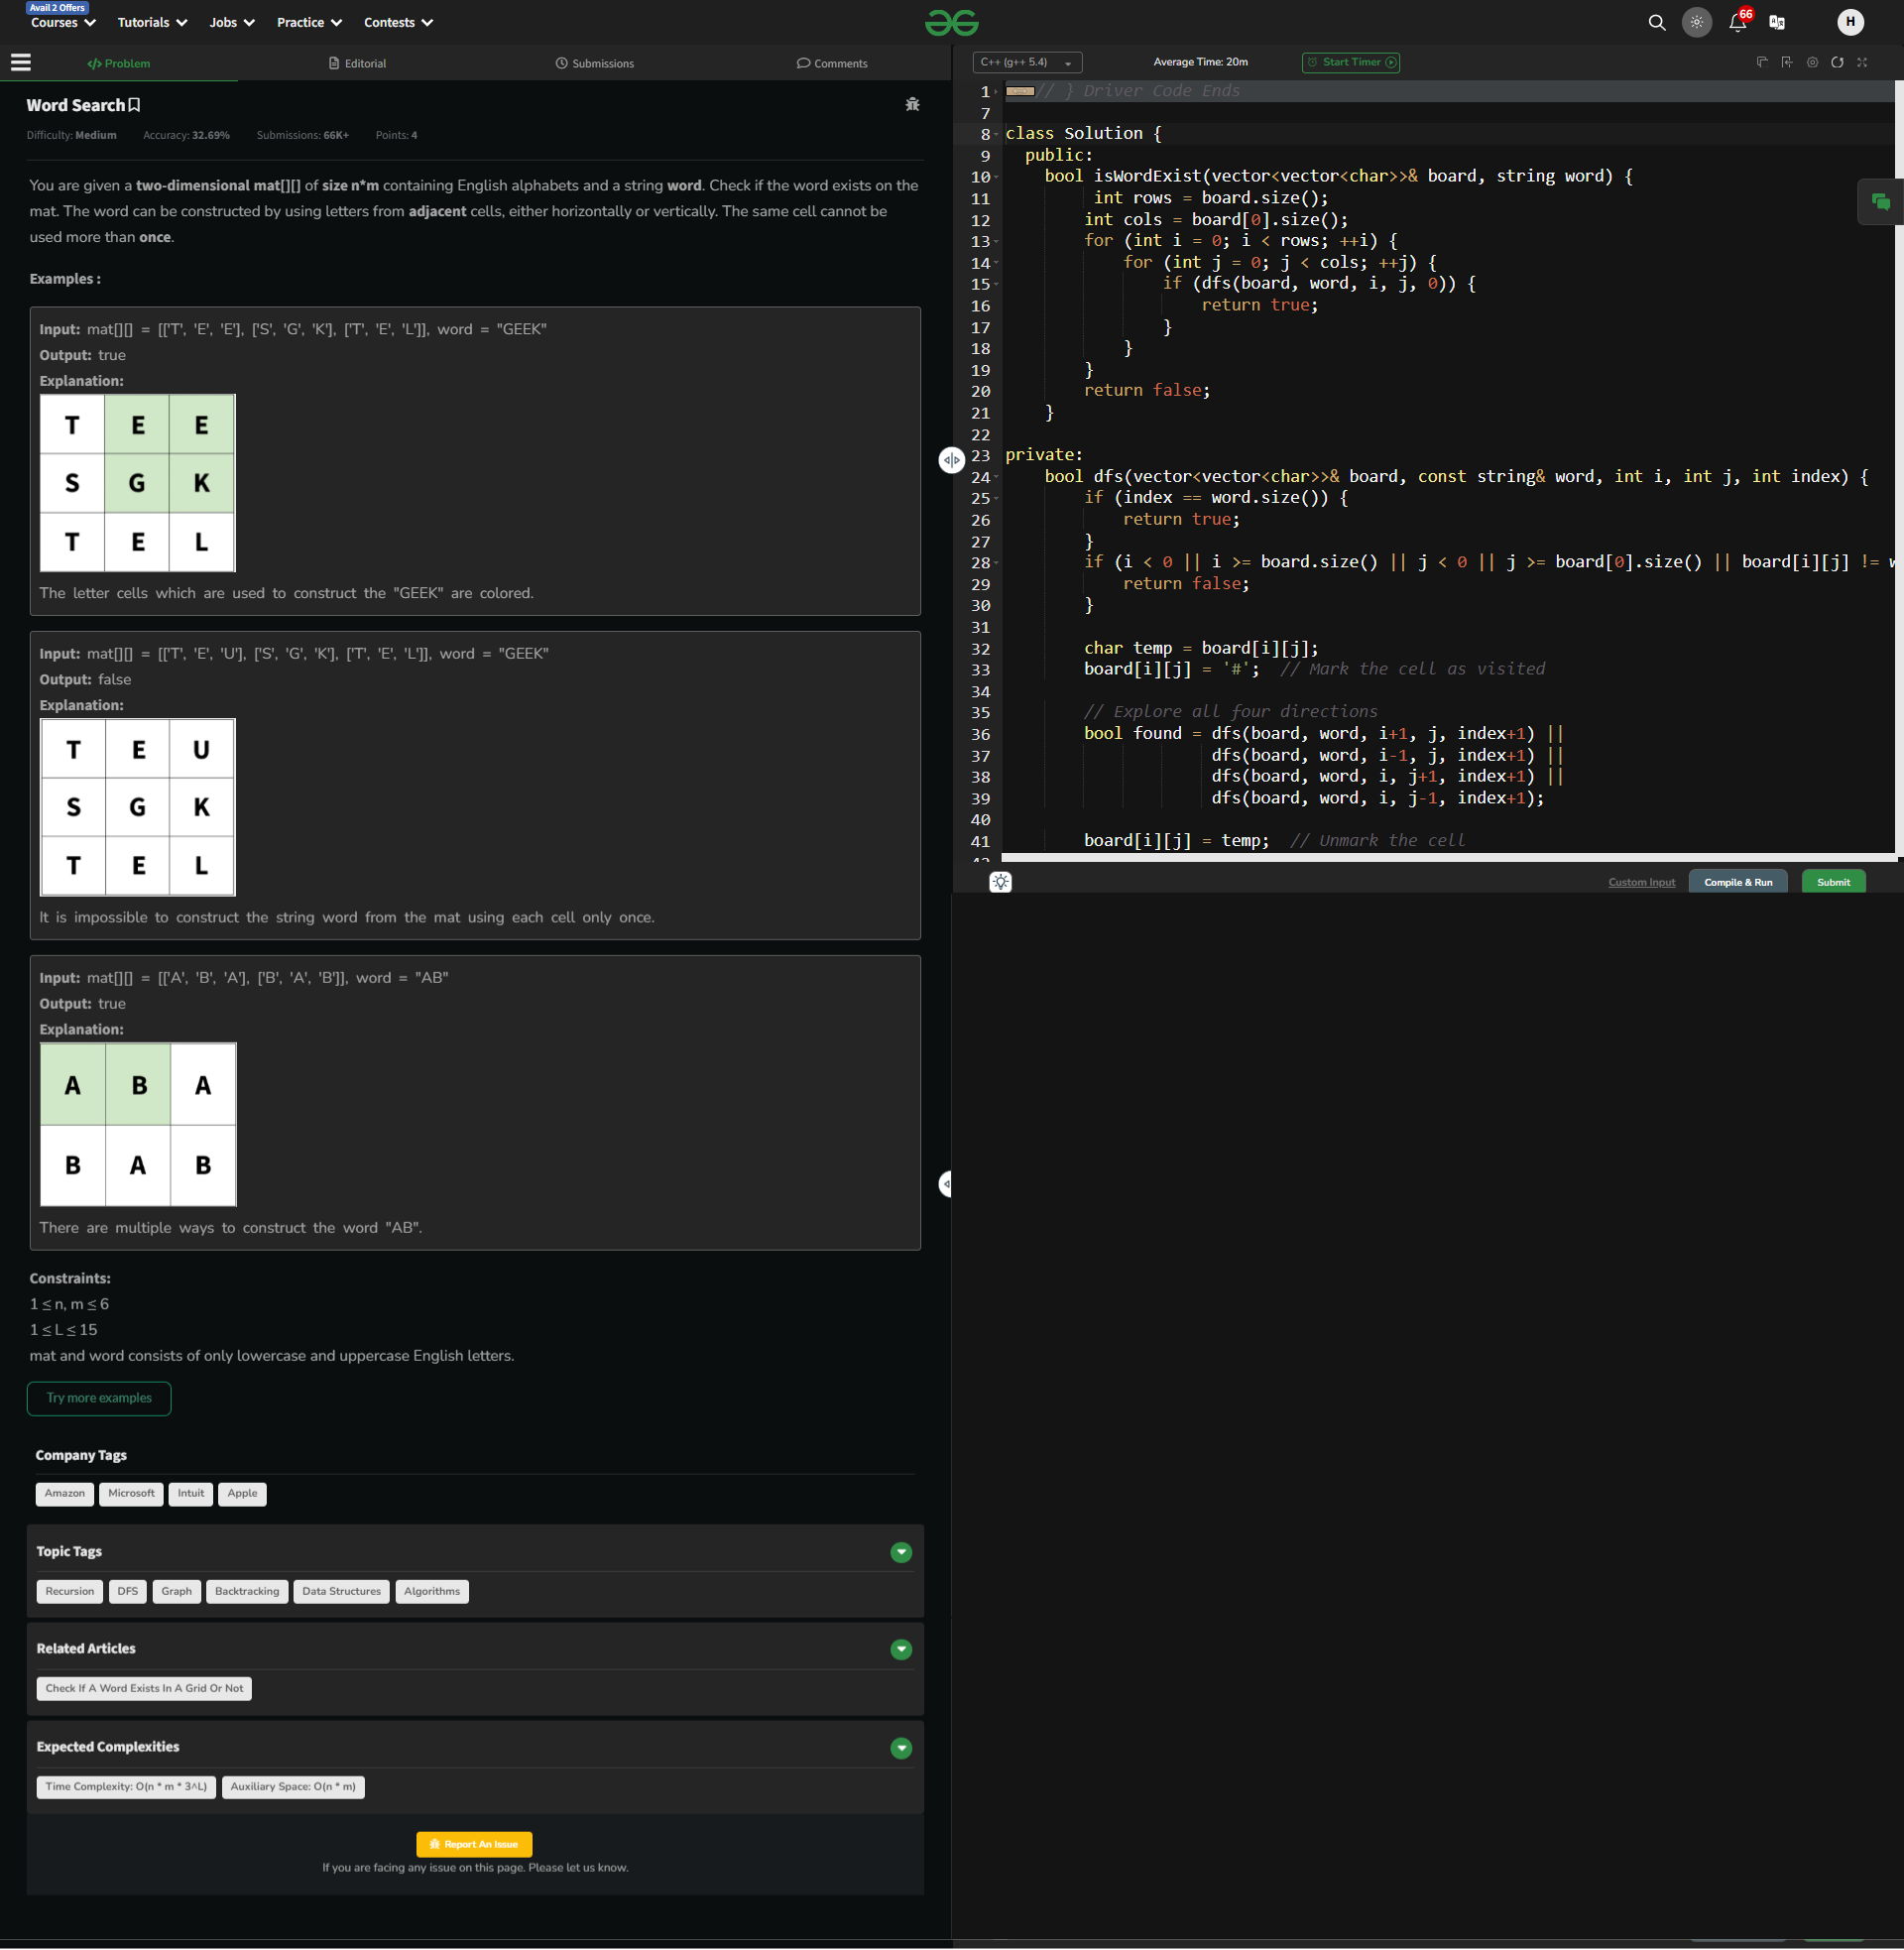 Avail 2 Offers
Courses Tutorials Jobs Practice Contests
66
H
Problem Editorial Submissions Comments
Word Search
Difficulty: Medium Accuracy: 32.69% Submissions: 66K+ Points: 4
You are given a two-dimensional mat[][] of size n*m containing English alphabets and a string word. Check if the word exists on the
mat. The word can be constructed by using letters from adjacent cells, either horizontally or vertically. The same cell cannot be
used more than once.
Examples :
Input: mat[][] = [['T', 'E', 'E'], ['S', 'G', 'K'], ['T', 'E', 'L']], word = "GEEK"
Output: true
Explanation:
T E E
S G K
T E L
The letter cells which are used to construct the "GEEK" are colored.
Input: mat[][] = [['T', 'E', 'U'], ['S', 'G', 'K'], ['T', 'E', 'L']], word = "GEEK"
Output: false
Explanation:
T E U
S G K
T E L
It is impossible to construct the string word from the mat using each cell only once.
Input: mat[][] = [['A', 'B', 'A'], ['B', 'A', 'B']], word = "AB"
Output: true
Explanation:
A B A
B A B
There are multiple ways to construct the word "AB".
Constraints:
1 ≤ n, m ≤ 6
1 ≤ L ≤ 15
mat and word consists of only lowercase and uppercase English letters.
Try more examples
Company Tags
Amazon Microsoft Intuit Apple
Topic Tags
Recursion DFS Graph Backtracking Data Structures Algorithms
Related Articles
Check If A Word Exists In A Grid Or Not
Expected Complexities
Time Complexity: O(n * m * 3^L) Auxiliary Space: O(n * m)
Report An Issue
If you are facing any issue on this page. Please let us know.
C++ (g++ 5.4) Average Time: 20m Start Timer
1 // } Driver Code Ends
7
8 class Solution {
9 public:
10 bool isWordExist(vector<vector<char>>& board, string word) {
11 int rows = board.size();
12 int cols = board[0].size();
13 for (int i = 0; i < rows; ++i) {
14 for (int j = 0; j < cols; ++j) {
15 if (dfs(board, word, i, j, 0)) {
16 return true;
17 }
18 }
19 }
20 return false;
21 }
22
23 private:
24 bool dfs(vector<vector<char>>& board, const string& word, int i, int j, int index) {
25 if (index == word.size()) {
26 return true;
27 }
28 if (i < 0 || i >= board.size() || j < 0 || j >= board[0].size() || board[i][j] !=
29 return false;
30 }
31
32 char temp = board[i][j];
33 board[i][j] = '#'; // Mark the cell as visited
34
35 // Explore all four directions
36 bool found = dfs(board, word, i+1, j, index+1) ||
37 dfs(board, word, i-1, j, index+1) ||
38 dfs(board, word, i, j+1, index+1) ||
39 dfs(board, word, i, j-1, index+1);
40
41 board[i][j] = temp; // Unmark the cell
Custom Input Compile & Run Submit